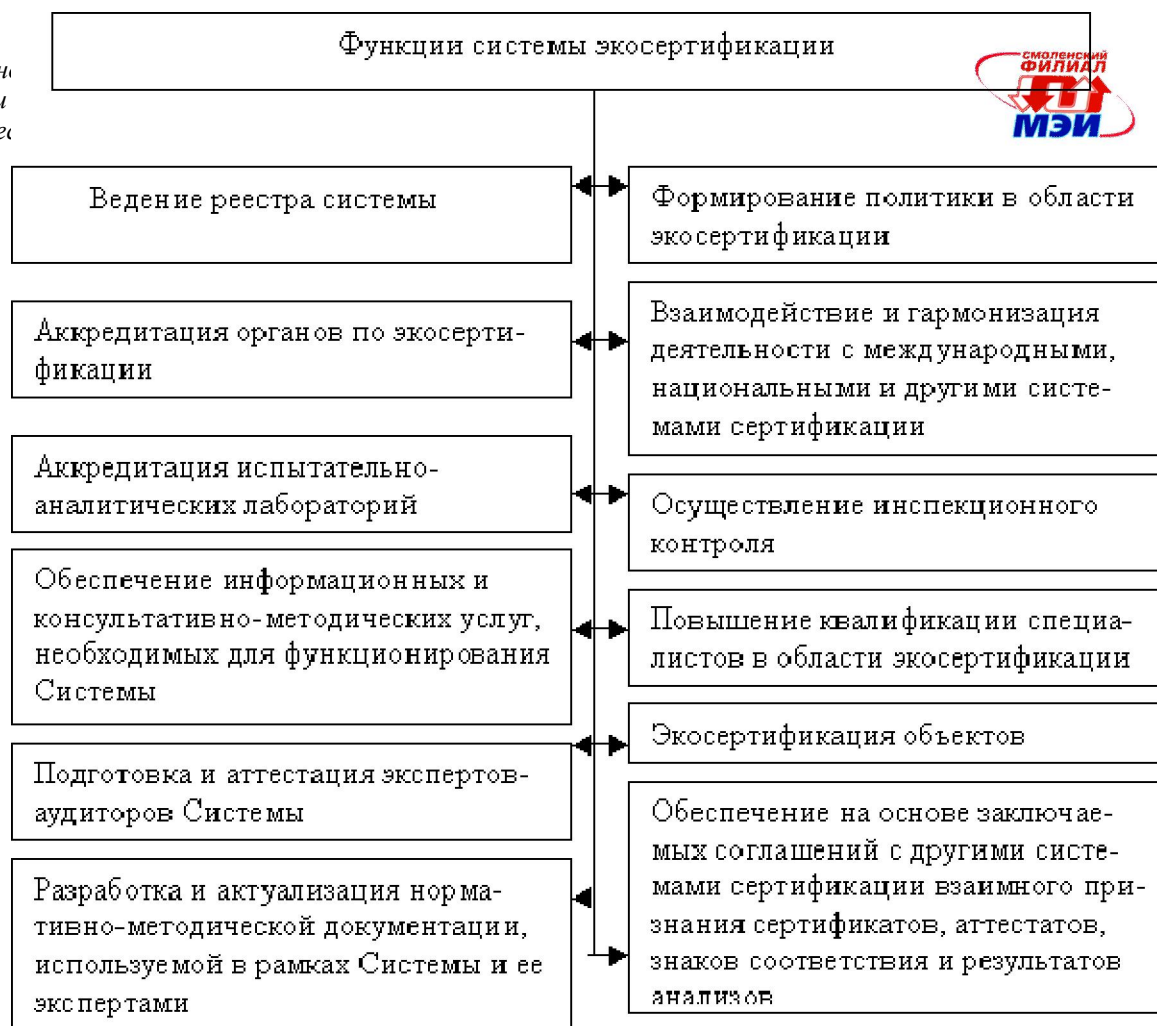 Функции системы экосертификации
СМОЛЕНСКИЙ
ФИЛИАЛ
МЭИ
Ведение реестра системы
Аккредитация органов по экосерти-
фикации
Аккредитация испытательно-
аналитических лабораторий
Обеспечение информационных и
консультативно-методических услуг,
необходимых для функционирования
Системы
Подготовка и аттестация экспертов-
аудиторов Системы
Разработка и актуализация норма-
тивно-методической документации,
используемой в рамках Системы и ее
экспертами
Формирование политики в области
экосертификации
Взаимодействие и гармонизация
деятельности с международными,
национальными и другими систе-
мами сертификации
Осуществление инспекционного
контроля
Повышение квалификации специа-
листов в области экосертификации
Экосертификация объектов
Обеспечение на основе заключае-
мых соглашений с другими систе-
мами сертификации взаимного при-
знания сертификатов, аттестатов,
знаков соответствия и результатов
анализов